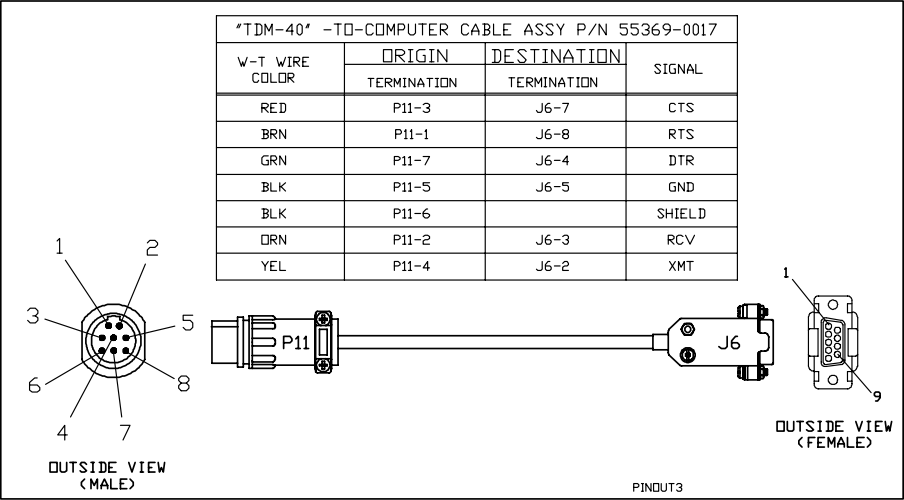 "TDM-40" -TO-COMPUTER CABLE ASSY P/N 55369-0017
W-T WIRE COLOR ORIGIN TERMINATION DESTINATION TERMINATION SIGNAL
RED P11-3 J6-7 CTS
BRN P11-1 J6-8 RTS
GRN P11-7 J6-4 DTR
BLK P11-5 J6-5 GND
BLK P11-6 SHIELD
ORN P11-2 J6-3 RCV
YEL P11-4 J6-2 XMT
1 2
3 5
6 8
4 7
OUTSIDE VIEW
(MALE)
P11
J6
1
9
OUTSIDE VIEW
(FEMALE)
PINOUT3